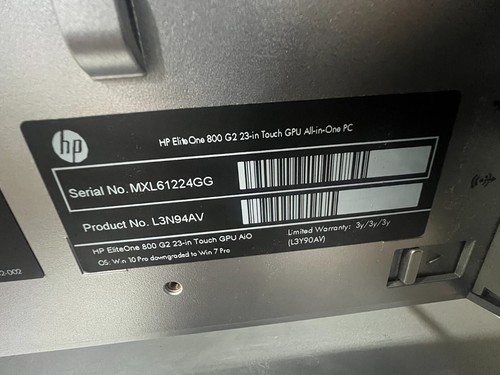 hp
HP EliteOne 800 G2 23-in Touch GPU All-in-One PC
Serial No. MXL61224GG
Product No. L3N94AV
HP EliteOne 800 G2 23-in Touch GPU AiO
Limited Warranty: 3y/3y/3y
(L3Y90AV)
OS: Win 10 Pro downgraded to Win 7 Pro
2.002